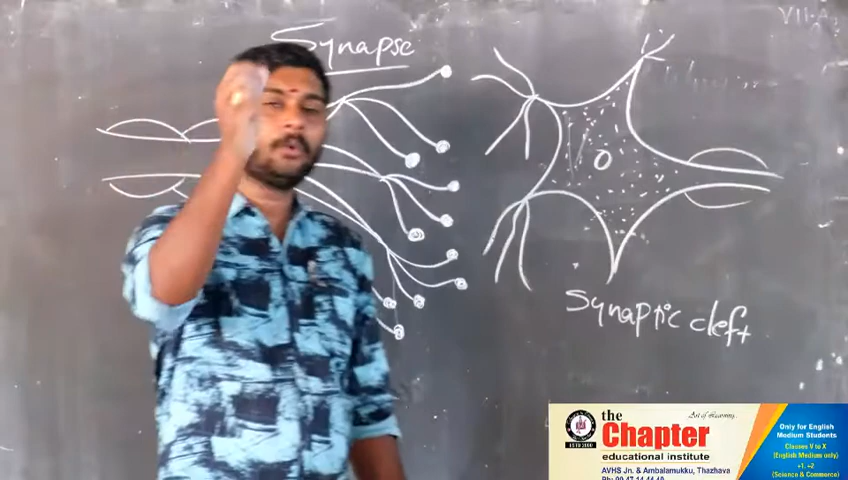 VII-A
Synapse
Synaptic cleft
the
Chapter
educational institute
Art of Learning
AVHS Jn. & Ambalamukku, Thazhava
Only for English
Medium Students
Classes V to X
(English Medium only)
+1, +2
(Science & Commerce)